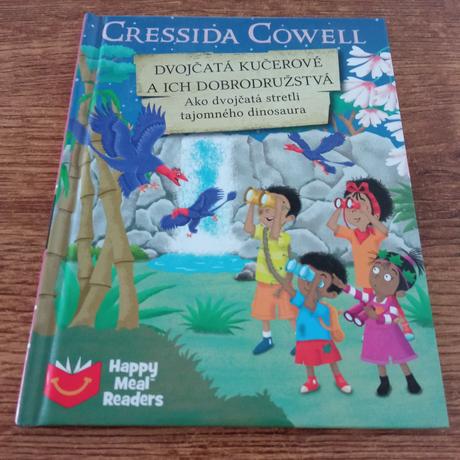 CRESSIDA COWELL
DVOJČATÁ KUČEROVÉ
A ICH DOBRODRUŽSTVÁ
Ako dvojčatá stretli
tajomného dinosaura
Happy
Meal
Readers